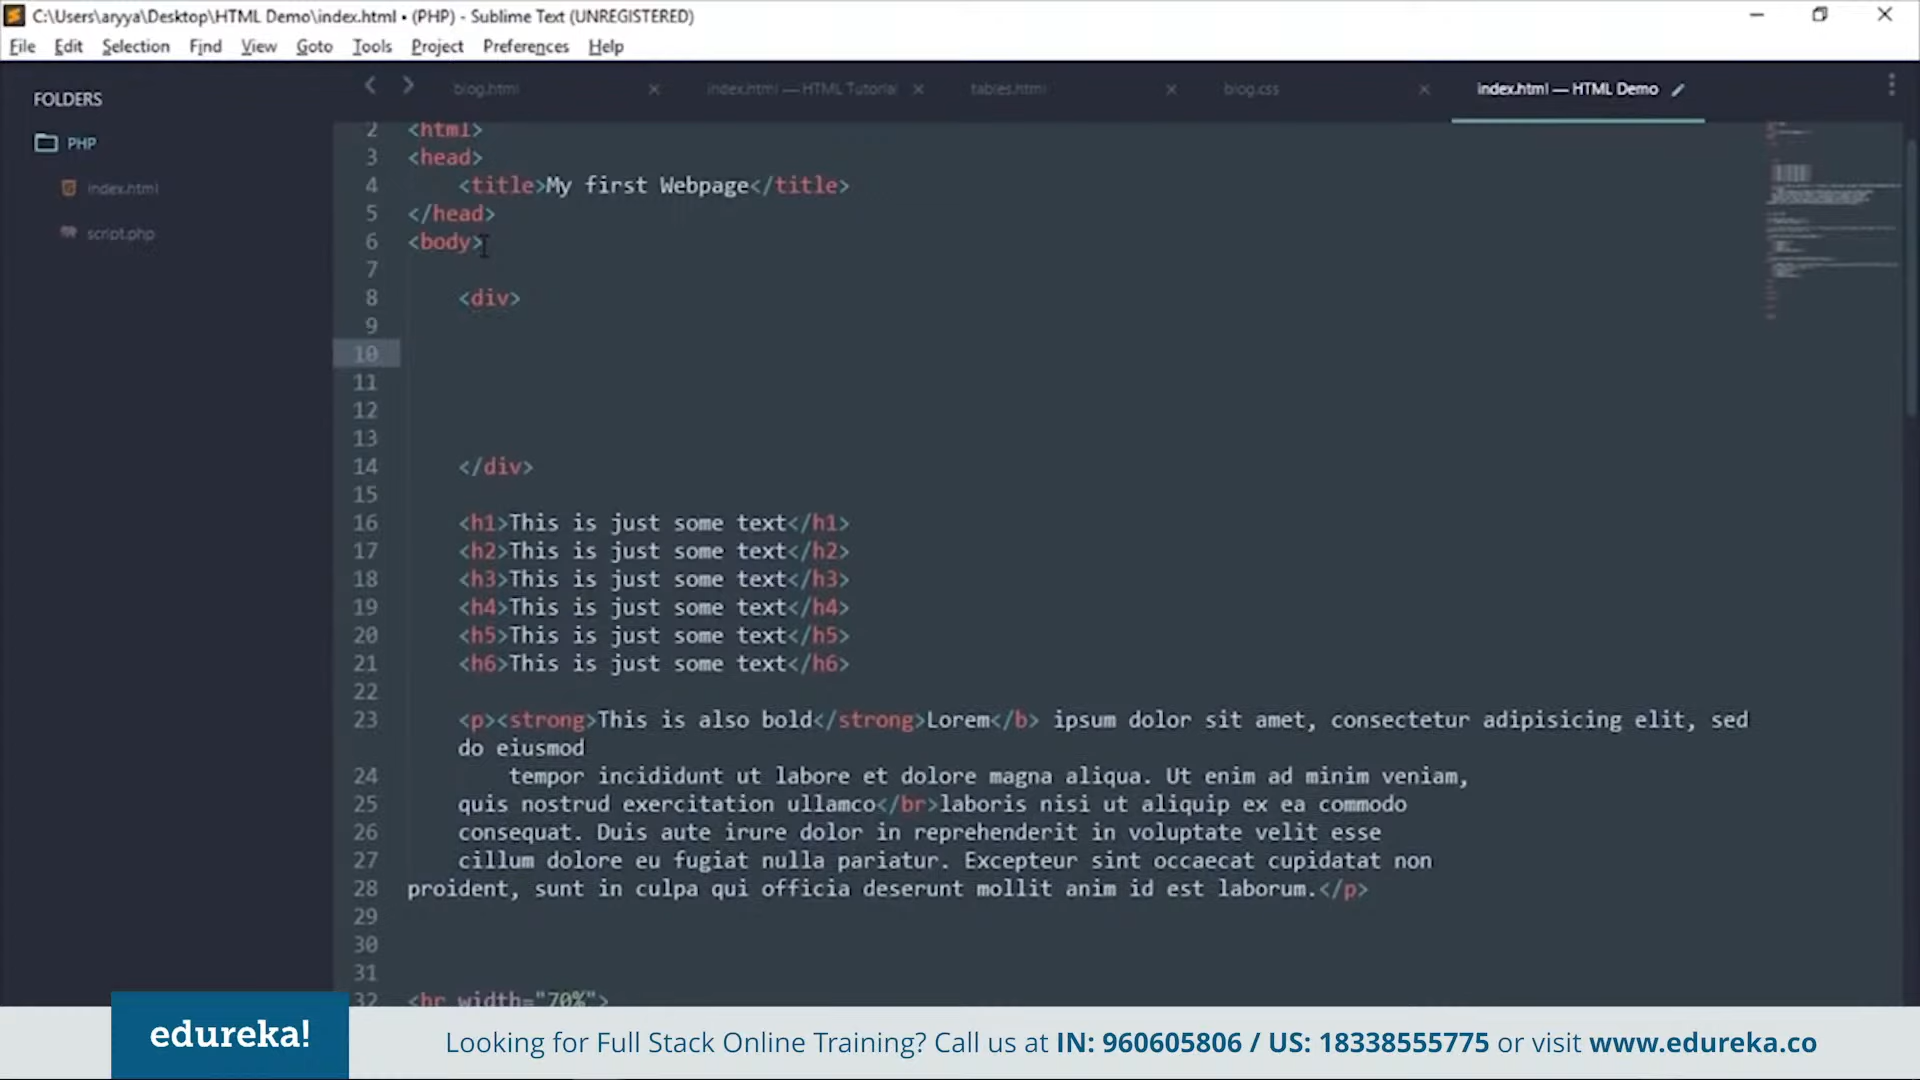 C:\Users\aryya\Desktop\HTML Demo\index.html • (PHP) - Sublime Text (UNREGISTERED)
File Edit Selection Find View Goto Tools Project Preferences Help
FOLDERS
PHP
index.html
script.php
blog.html index.html — HTML Tutorial tables.html blog.css index.html — HTML Demo
2 <html>
3 <head>
4 <title>My first Webpage</title>
5 </head>
6 <body>
7
8 <div>
9
10
11
12
13
14 </div>
15
16 <h1>This is just some text</h1>
17 <h2>This is just some text</h2>
18 <h3>This is just some text</h3>
19 <h4>This is just some text</h4>
20 <h5>This is just some text</h5>
21 <h6>This is just some text</h6>
22
23 <p><strong>This is also bold</strong>Lorem</b> ipsum dolor sit amet, consectetur adipisicing elit, sed
do eiusmod
24 tempor incididunt ut labore et dolore magna aliqua. Ut enim ad minim veniam,
25 quis nostrud exercitation ullamco</br>laboris nisi ut aliquip ex ea commodo
26 consequat. Duis aute irure dolor in reprehenderit in voluptate velit esse
27 cillum dolore eu fugiat nulla pariatur. Excepteur sint occaecat cupidatat non
28 proident, sunt in culpa qui officia deserunt mollit anim id est laborum.</p>
29
30
31
32 <hr width="70%">
edureka!
Looking for Full Stack Online Training? Call us at IN: 960605806 / US: 18338555775 or visit www.edureka.co